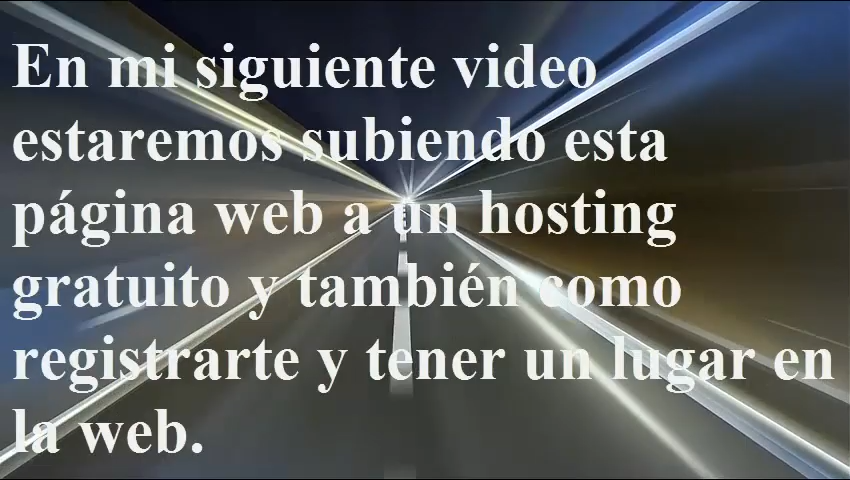 En mi siguiente video
estaremos subiendo esta
página web a un hosting
gratuito y también como
registrarte y tener un lugar en
la web.